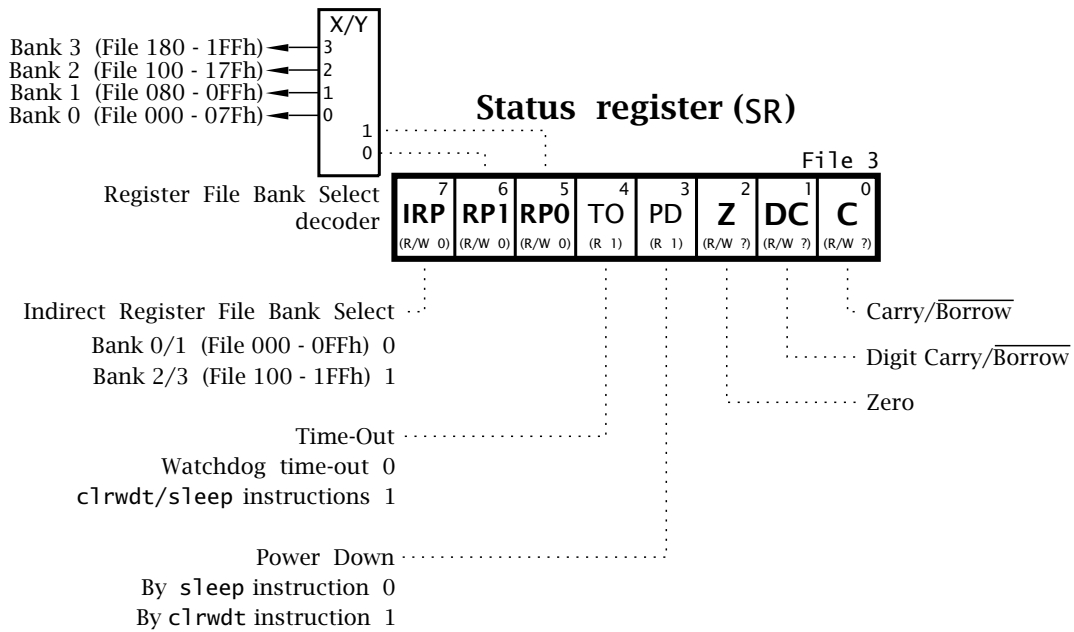 X/Y
Bank 3 (File 180 - 1FFh) 3
Bank 2 (File 100 - 17Fh) 2
Bank 1 (File 080 - 0FFh) 1
Bank 0 (File 000 - 07Fh) 0
Status register (SR)
1
0
File 3
Register File Bank Select
decoder
7 6 5 4 3 2 1 0
IRP RP1 RP0 TO PD Z DC C
(R/W 0) (R/W 0) (R/W 0) (R 1) (R 1) (R/W ?) (R/W ?) (R/W ?)
Indirect Register File Bank Select
Bank 0/1 (File 000 - 0FFh) 0
Bank 2/3 (File 100 - 1FFh) 1
Carry/Borrow
Digit Carry/Borrow
Zero
Time-Out
Watchdog time-out 0
clrwdt/sleep instructions 1
Power Down
By sleep instruction 0
By clrwdt instruction 1